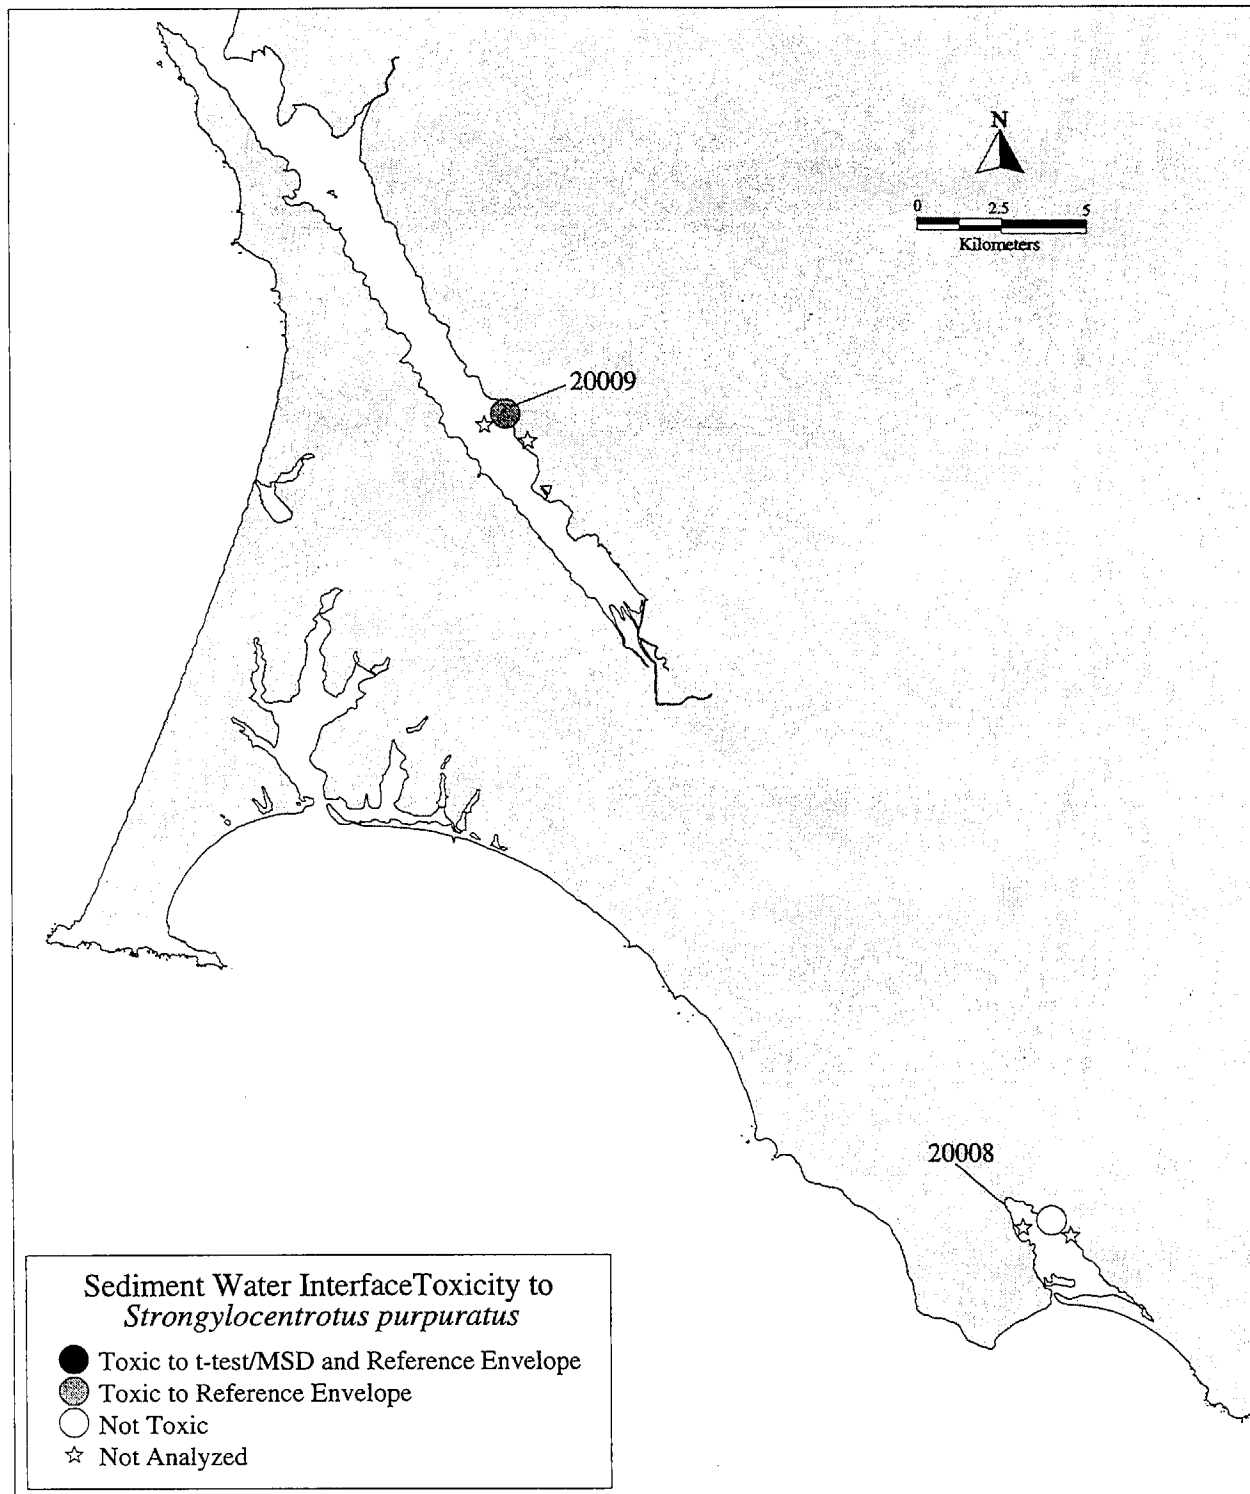 N
0 2.5 5
Kilometers
20009
20008
Sediment Water InterfaceToxicity to
Strongylocentrotus purpuratus
Toxic to t-test/MSD and Reference Envelope
Toxic to Reference Envelope
Not Toxic
Not Analyzed